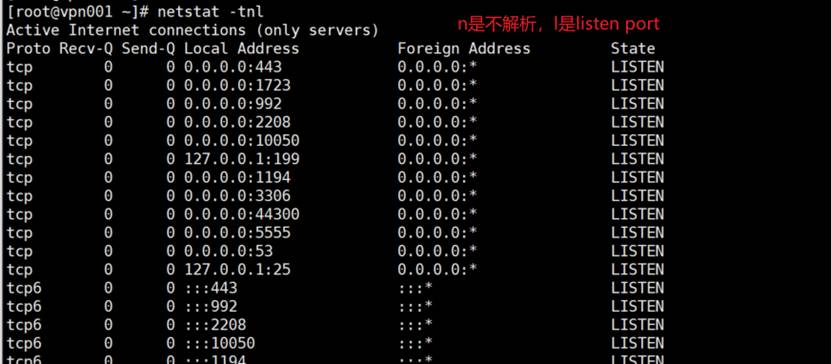 [root@vpn001 ~]# netstat -tnl
Active Internet connections (only servers)
n是不解析，l是listen port
Proto Recv-Q Send-Q Local Address Foreign Address State
tcp 0 0 0.0.0.0:443 0.0.0.0:* LISTEN
tcp 0 0 0.0.0.0:1723 0.0.0.0:* LISTEN
tcp 0 0 0.0.0.0:992 0.0.0.0:* LISTEN
tcp 0 0 0.0.0.0:2208 0.0.0.0:* LISTEN
tcp 0 0 0.0.0.0:10050 0.0.0.0:* LISTEN
tcp 0 0 127.0.0.1:199 0.0.0.0:* LISTEN
tcp 0 0 0.0.0.0:1194 0.0.0.0:* LISTEN
tcp 0 0 0.0.0.0:3306 0.0.0.0:* LISTEN
tcp 0 0 0.0.0.0:44300 0.0.0.0:* LISTEN
tcp 0 0 0.0.0.0:5555 0.0.0.0:* LISTEN
tcp 0 0 0.0.0.0:53 0.0.0.0:* LISTEN
tcp 0 0 127.0.0.1:25 0.0.0.0:* LISTEN
tcp6 0 0 :::443 :::* LISTEN
tcp6 0 0 :::992 :::* LISTEN
tcp6 0 0 :::2208 :::* LISTEN
tcp6 0 0 :::10050 :::* LISTEN
tcp6 0 0 :::1194 :::* LISTEN